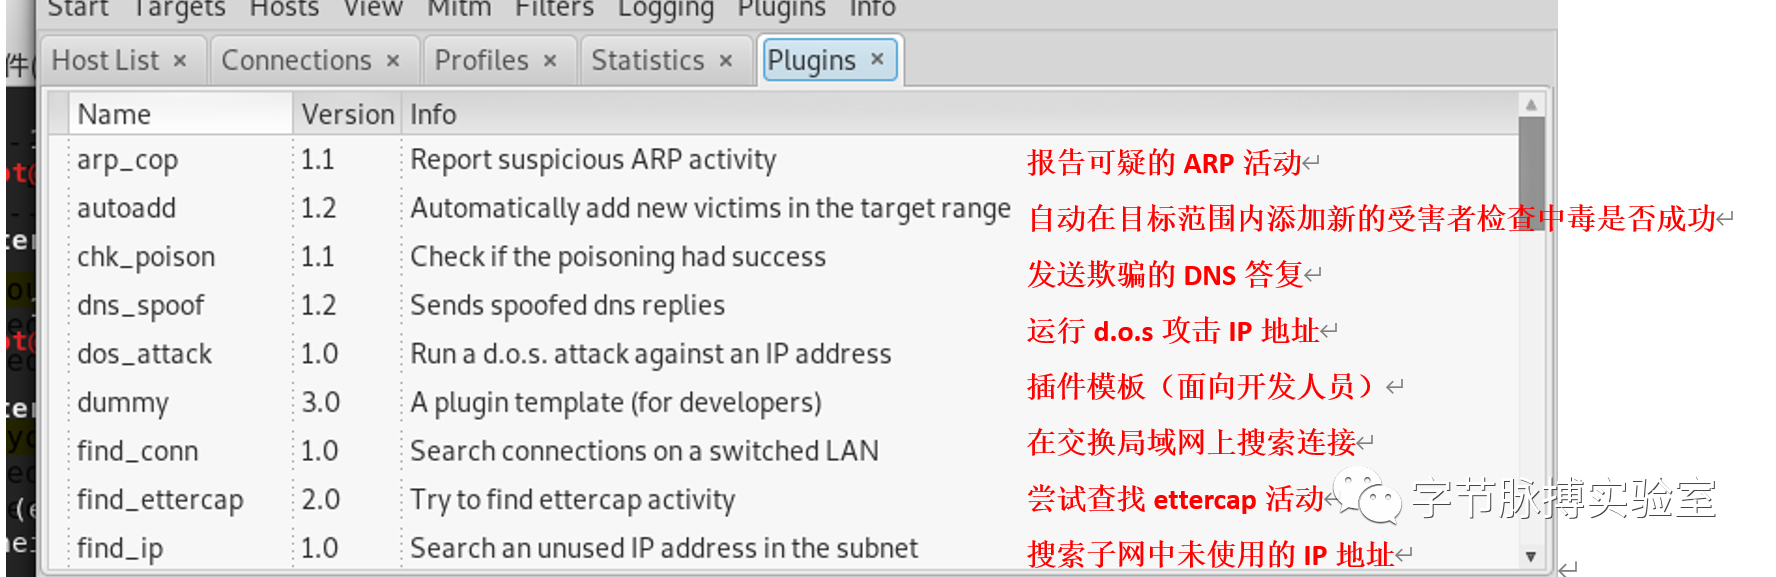 Start Targets Hosts View Mitm Filters Logging Plugins Info
Host List × Connections × Profiles × Statistics × Plugins ×
Name Version Info
arp_cop 1.1 Report suspicious ARP activity 报告可疑的 ARP 活动↵
autoadd 1.2 Automatically add new victims in the target range 自动在目标范围内添加新的受害者检查中毒是否成功↵
chk_poison 1.1 Check if the poisoning had success 发送欺骗的 DNS 答复↵
dns_spoof 1.2 Sends spoofed dns replies 运行 d.o.s 攻击 IP 地址↵
dos_attack 1.0 Run a d.o.s. attack against an IP address 插件模板（面向开发人员）↵
dummy 3.0 A plugin template (for developers) 在交换局域网上搜索连接↵
find_conn 1.0 Search connections on a switched LAN
find_ettercap 2.0 Try to find ettercap activity 尝试查找 ettercap 活动↵
字节脉搏实验室
find_ip 1.0 Search an unused IP address in the subnet 搜索子网中未使用的 IP 地址↵